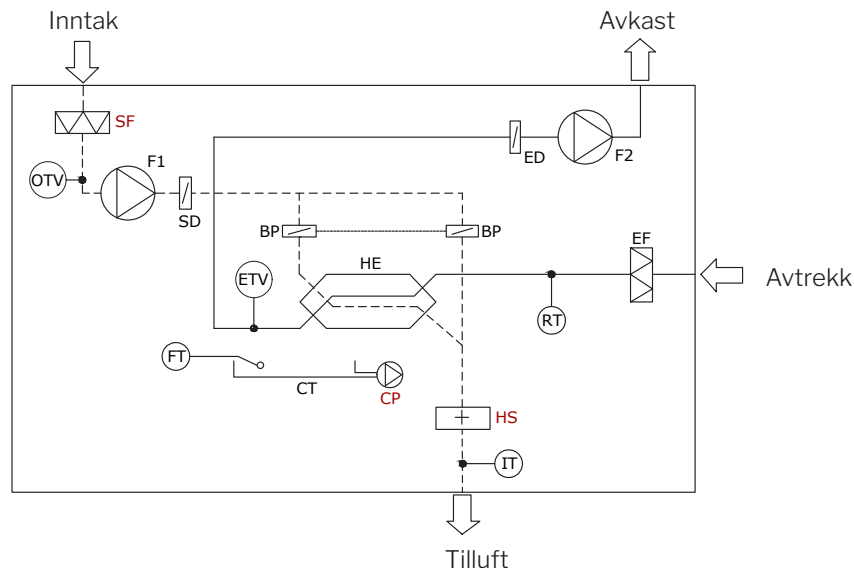 Inntak
Avkast
SF
F1
OTV
SD
ED
F2
BP
BP
EF
HE
ETV
Avtrekk
RT
FT
CT
CP
HS
IT
Tilluft